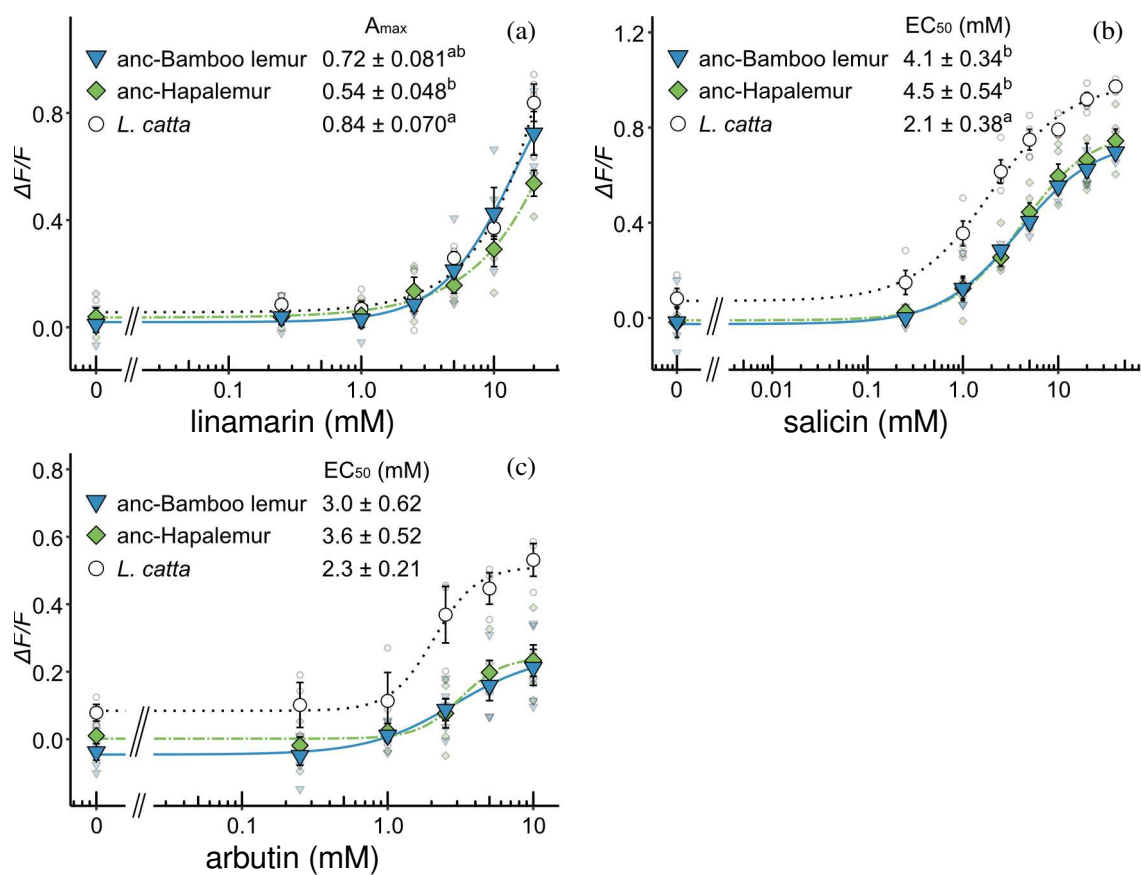 Amax (a)
anc-Bamboo lemur 0.72 ± 0.081ab
anc-Hapalemur 0.54 ± 0.048b
L. catta 0.84 ± 0.070a
ΔF/F
0.8
0.4
0.0
0 // 0.1 1.0 10
linamarin (mM)
EC50 (mM) (b)
anc-Bamboo lemur 4.1 ± 0.34b
anc-Hapalemur 4.5 ± 0.54b
L. catta 2.1 ± 0.38a
ΔF/F
1.2
0.8
0.4
0.0
0 // 0.01 0.1 1.0 10
salicin (mM)
EC50 (mM) (c)
anc-Bamboo lemur 3.0 ± 0.62
anc-Hapalemur 3.6 ± 0.52
L. catta 2.3 ± 0.21
ΔF/F
0.8
0.6
0.4
0.2
0.0
0 // 0.1 1.0 10
arbutin (mM)